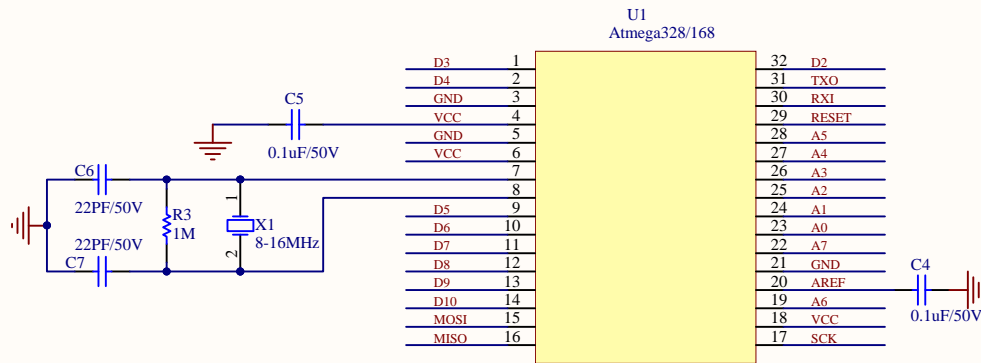 U1
Atmega328/168
D3 1
D4 2
GND 3
VCC 4
GND 5
VCC 6
7
8
D5 9
D6 10
D7 11
D8 12
D9 13
D10 14
MOSI 15
MISO 16
32 D2
31 TXO
30 RXI
29 RESET
28 A5
27 A4
26 A3
25 A2
24 A1
23 A0
22 A7
21 GND
20 AREF
19 A6
18 VCC
17 SCK
C5
0.1uF/50V
C6
22PF/50V
R3
1M
1
X1
8-16MHz
2
22PF/50V
C7
C4
0.1uF/50V